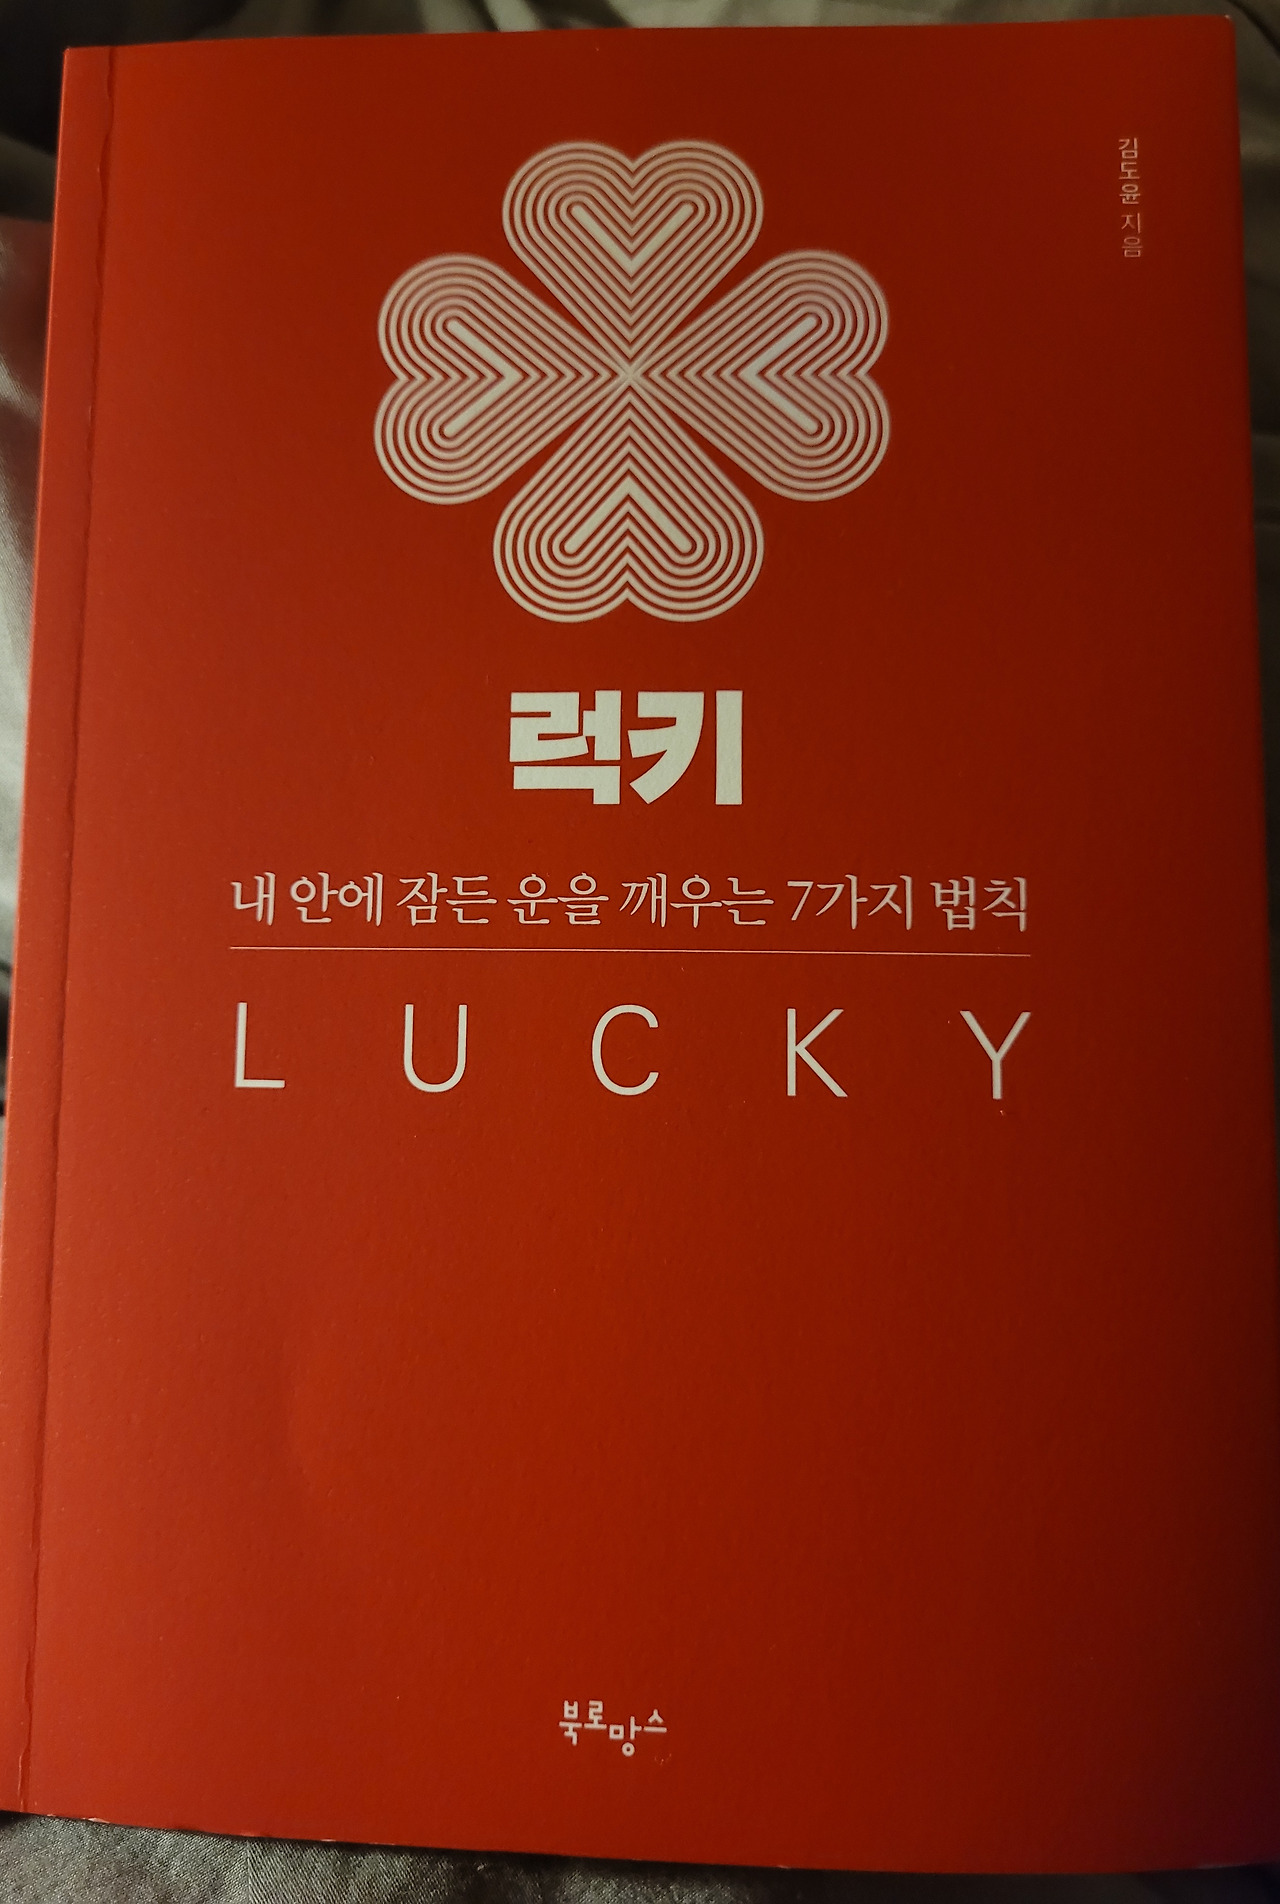 김도윤 지음
럭키
내 안에 잠든 운을 깨우는 7가지 법칙
LUCKY
북로망스